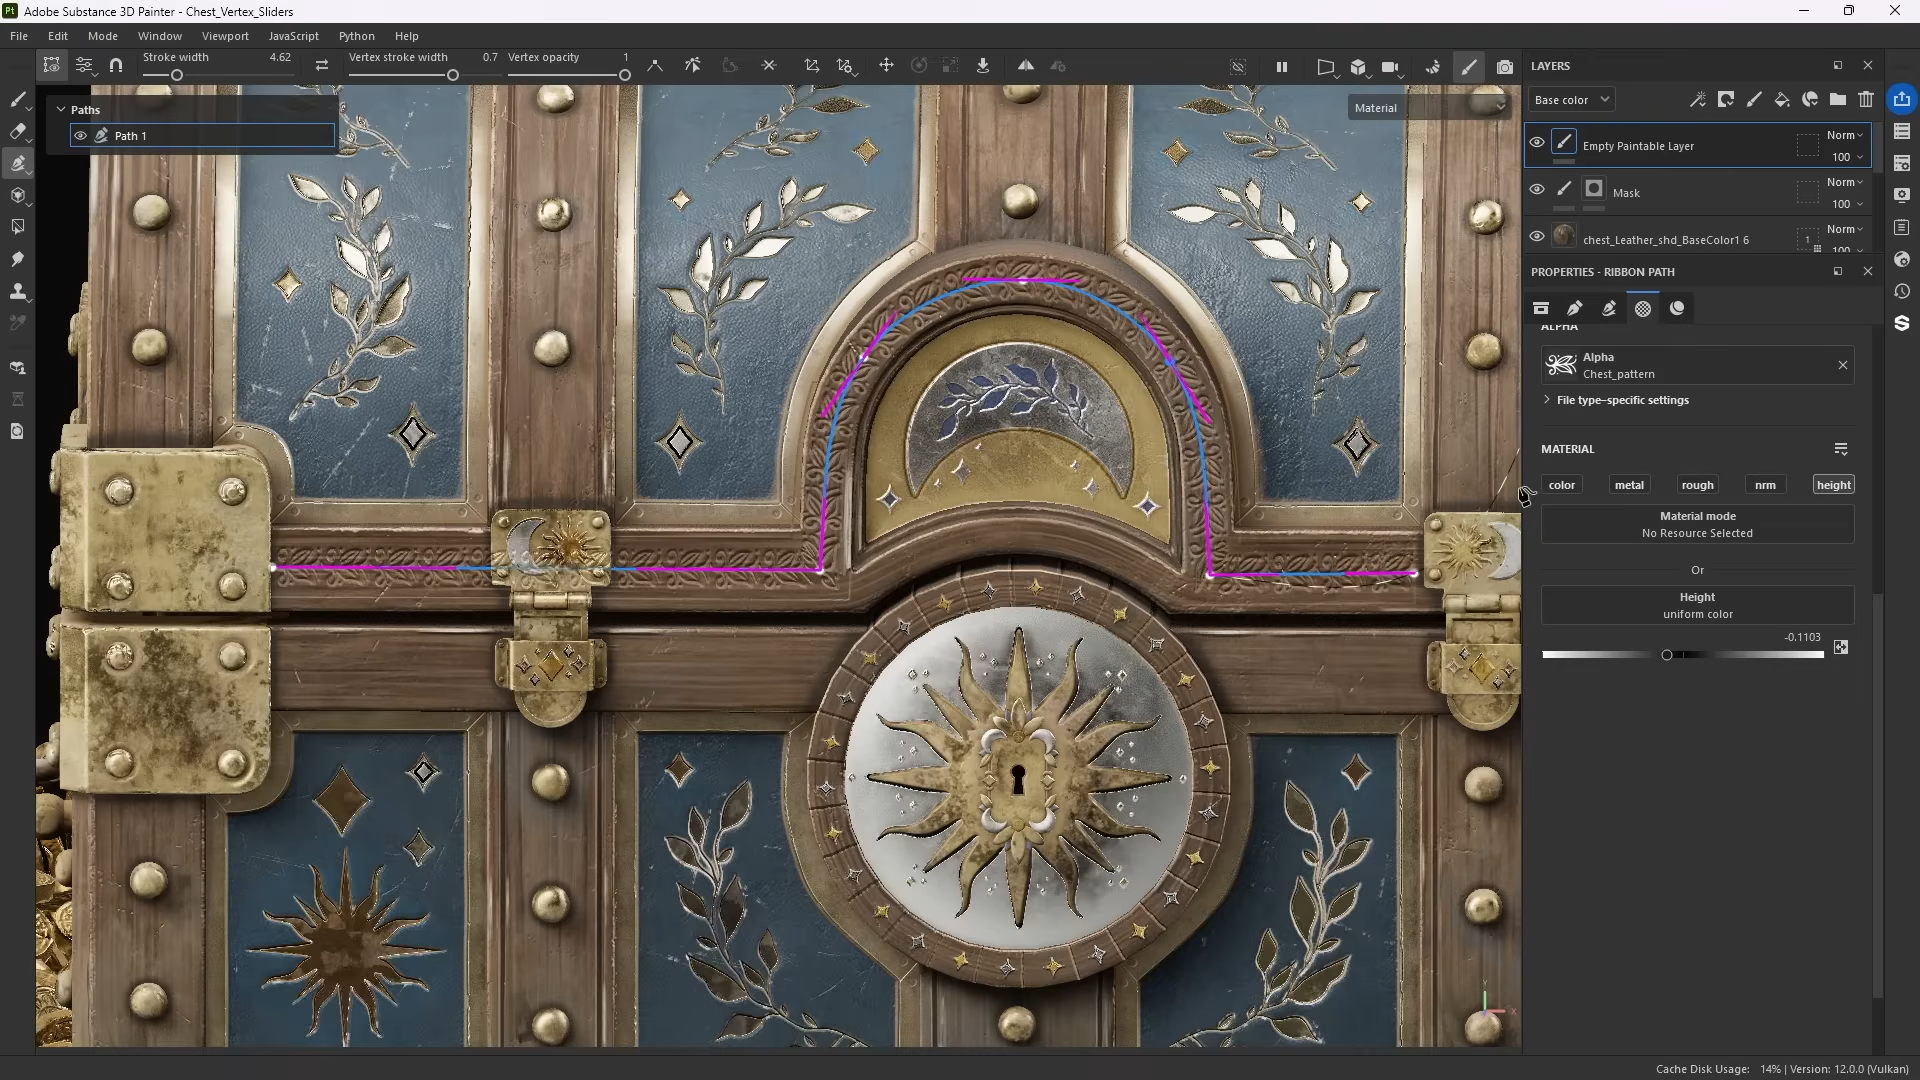 Pt Adobe Substance 3D Painter - Chest_Vertex_Sliders
File Edit Mode Window Viewport JavaScript Python Help
Stroke width 4.62 Vertex stroke width 0.7 Vertex opacity 1
Paths
Path 1
Material
LAYERS
Base color
Empty Paintable Layer Norm
100
Mask Norm
100
chest_Leather_shd_BaseColor1 6 1 Norm
100
PROPERTIES - RIBBON PATH
ALPHA
Alpha
Chest_pattern
File type-specific settings
MATERIAL
color metal rough nrm height
Material mode
No Resource Selected
Or
Height
uniform color
-0.1103
Cache Disk Usage: 14% | Version: 12.0.0 (Vulkan)